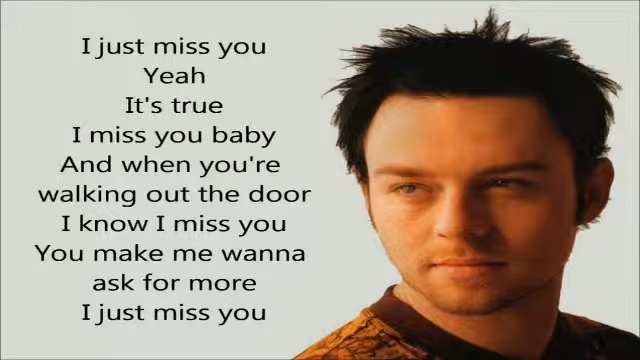 I just miss you
Yeah
It's true
I miss you baby
And when you're
walking out the door
I know I miss you
You make me wanna
ask for more
I just miss you